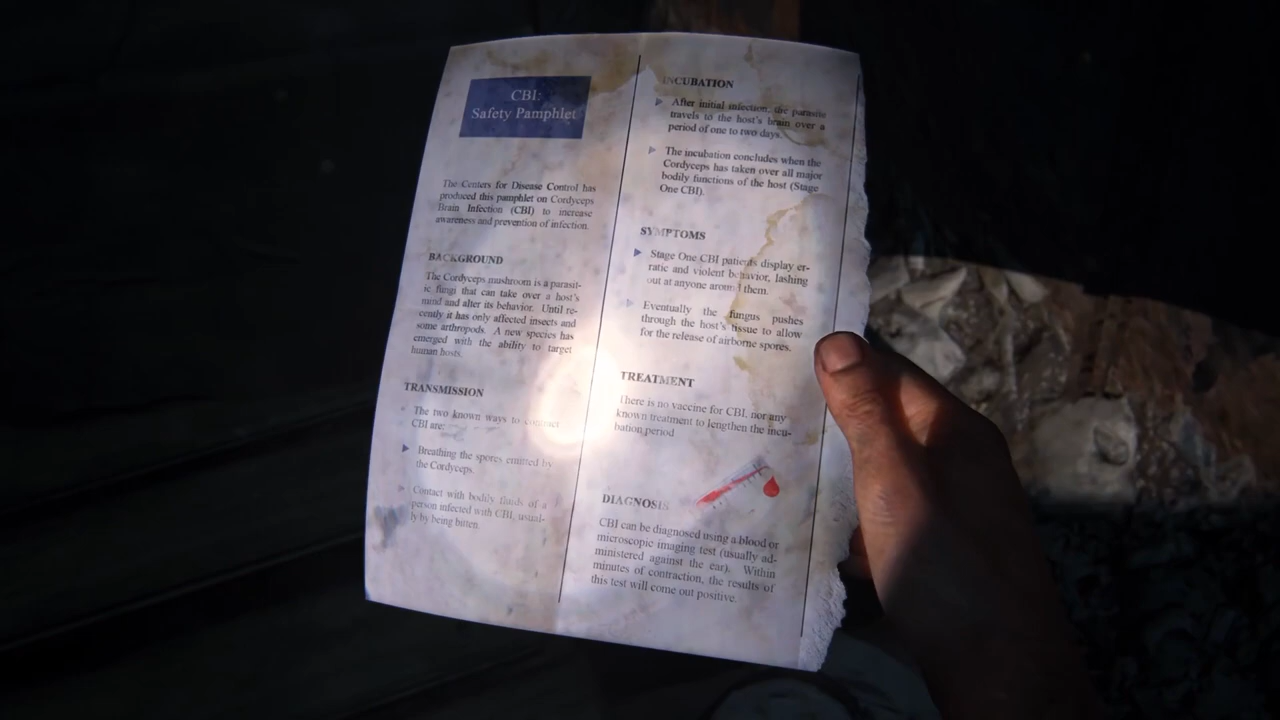 CBI:
Safety Pamphlet
The Centers for Disease Control has
produced this pamphlet on Cordyceps
Brain Infection (CBI) to increase
awareness and prevention of infection.
BACKGROUND
The Cordyceps mushroom is a parasit-
ic fungi that can take over a host's
mind and alter its behavior. Until re-
cently it has only affected insects and
some arthropods. A new species has
emerged with the ability to target
human hosts.
TRANSMISSION
The two known ways to contract
CBI are:
Breathing the spores emitted by
the Cordyceps.
Contact with bodily fluids of a
person infected with CBI, usual-
ly by being bitten.
INCUBATION
After initial infection, the parasite
travels to the host's brain over a
period of one to two days.
The incubation concludes when the
Cordyceps has taken over all major
bodily functions of the host (Stage
One CBI).
SYMPTOMS
Stage One CBI patients display er-
ratic and violent behavior, lashing
out at anyone around them.
Eventually the fungus pushes
through the host's tissue to allow
for the release of airborne spores.
TREATMENT
There is no vaccine for CBI, nor any
known treatment to lengthen the incu-
bation period
DIAGNOSIS
CBI can be diagnosed using a blood or
microscopic imaging test (usually ad-
ministered against the ear). Within
minutes of contraction, the results of
this test will come out positive.